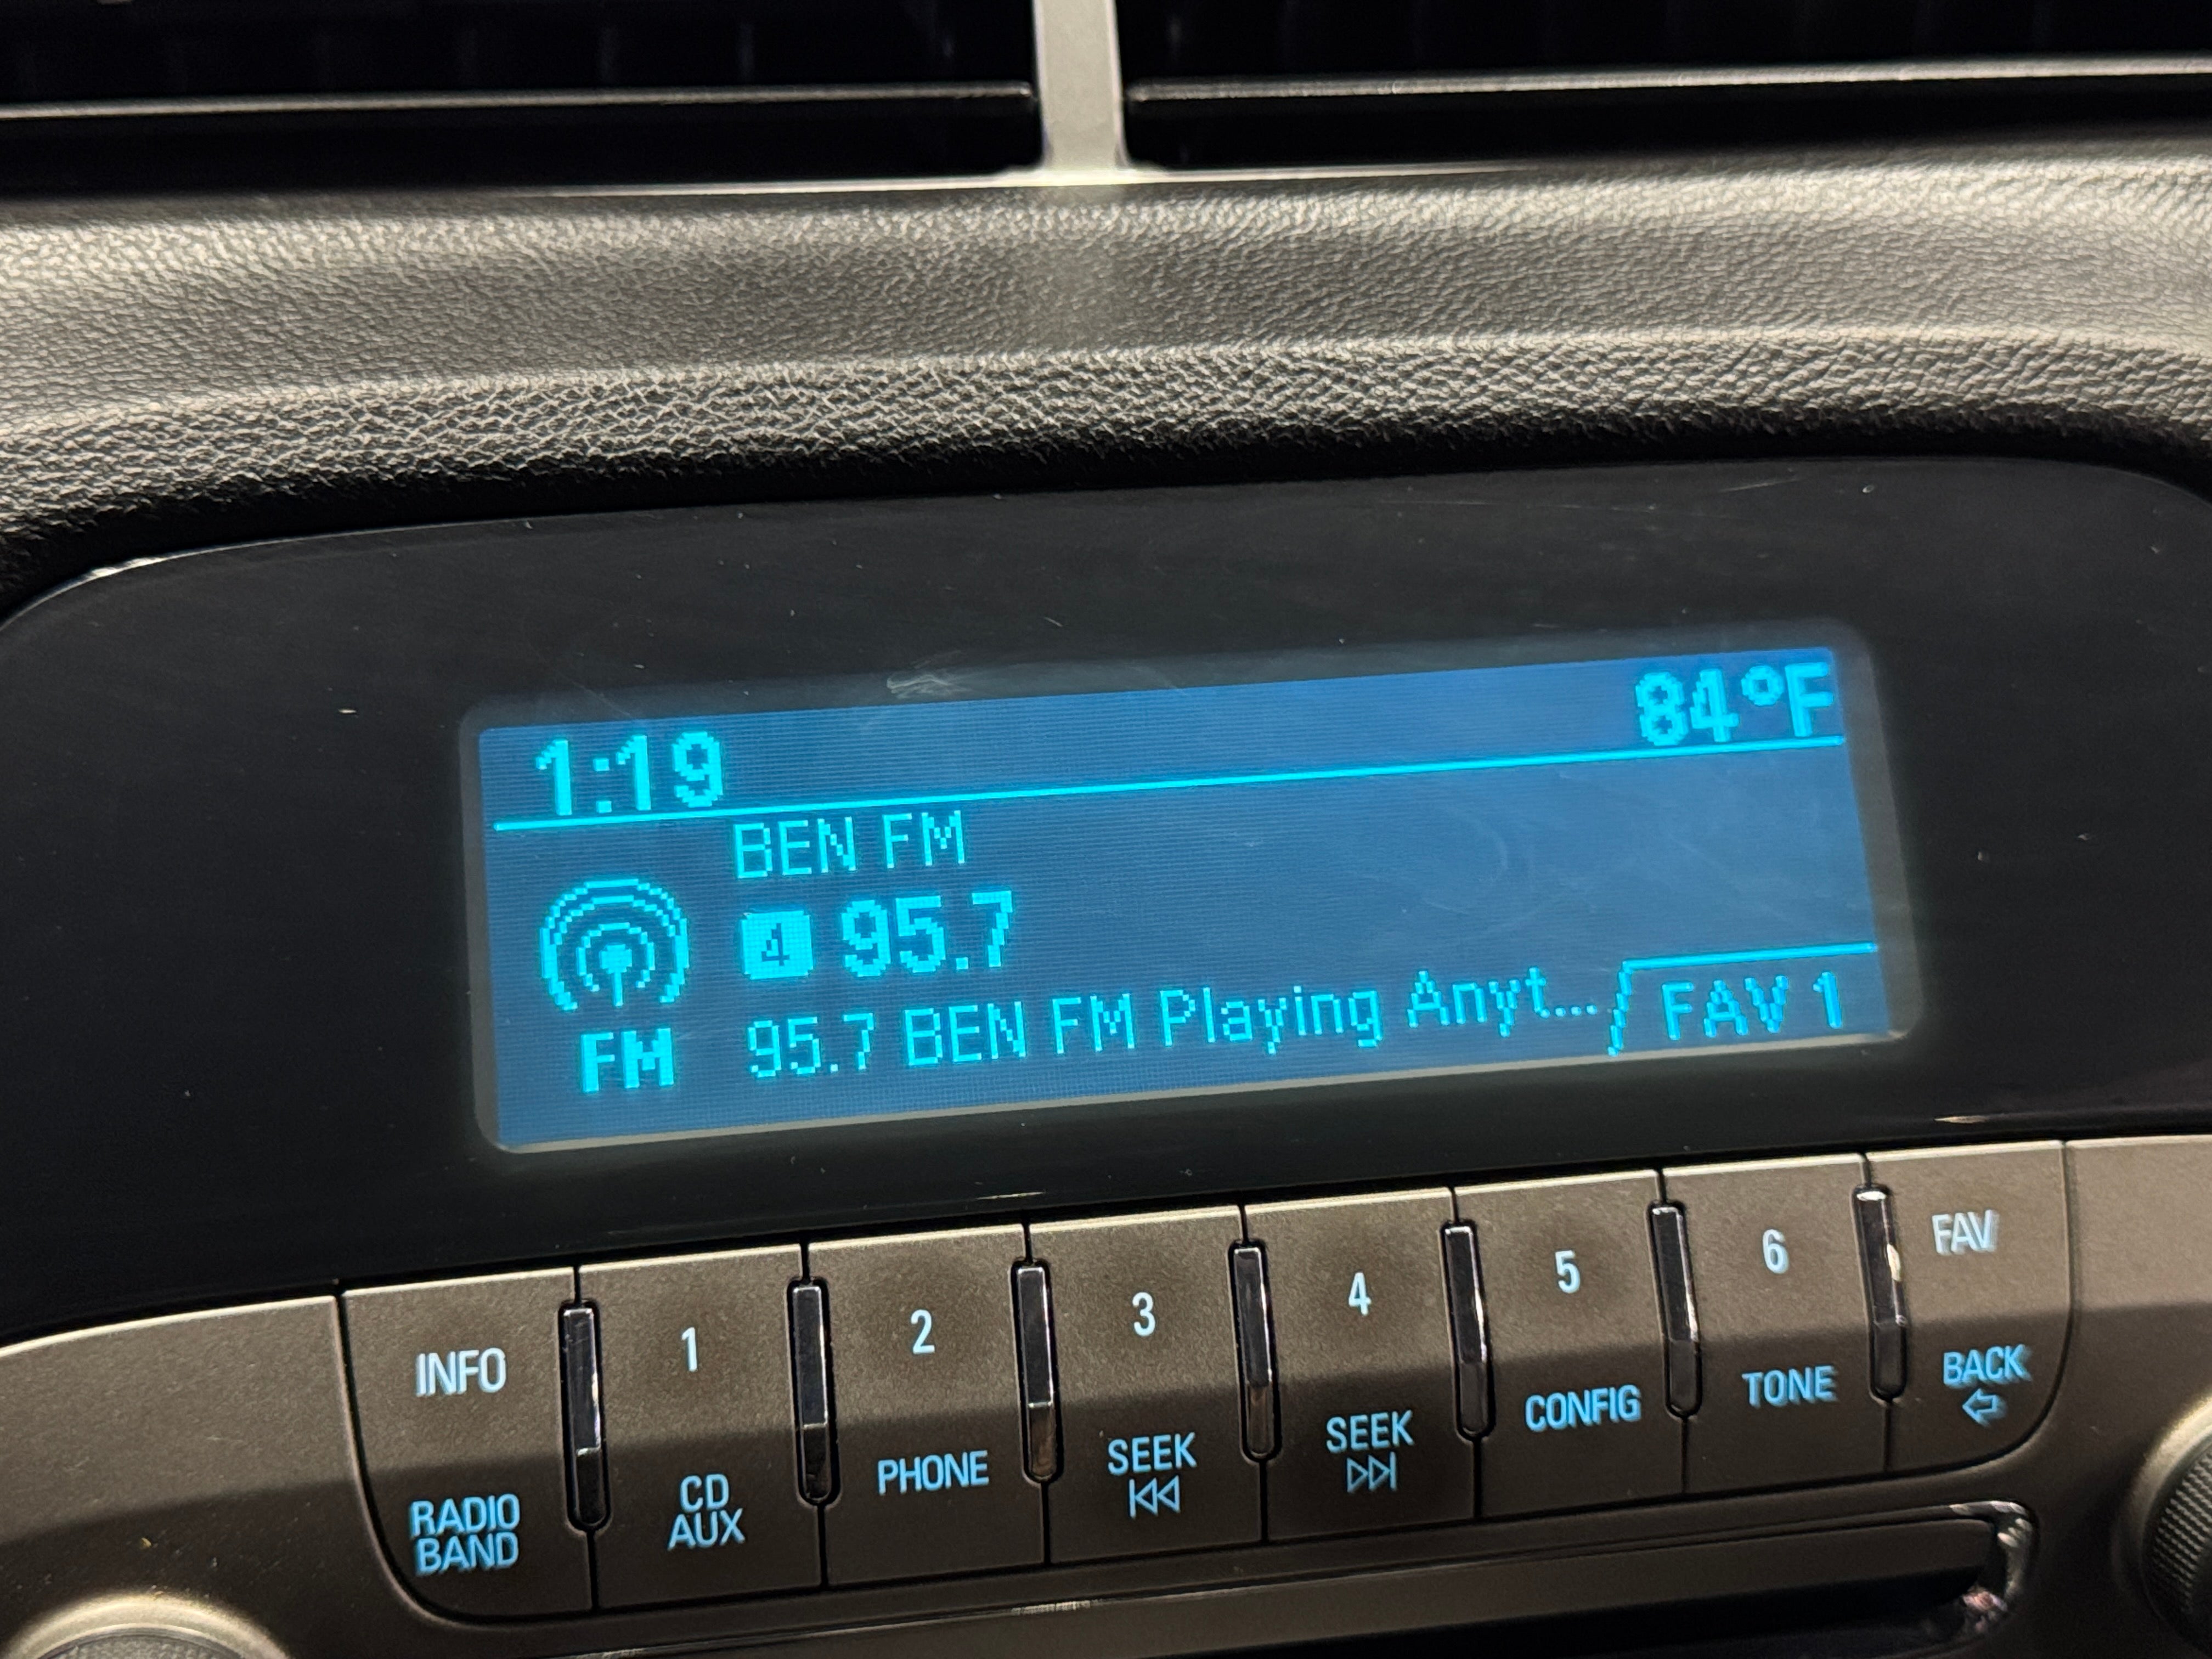 1:19 84°F
BEN FM
4 95.7
FM 95.7 BEN FM Playing Anyt... FAV 1
INFO 1 2 3 4 5 6 FAV
RADIO
BAND
CD
AUX
PHONE
SEEK
SEEK
CONFIG
TONE
BACK